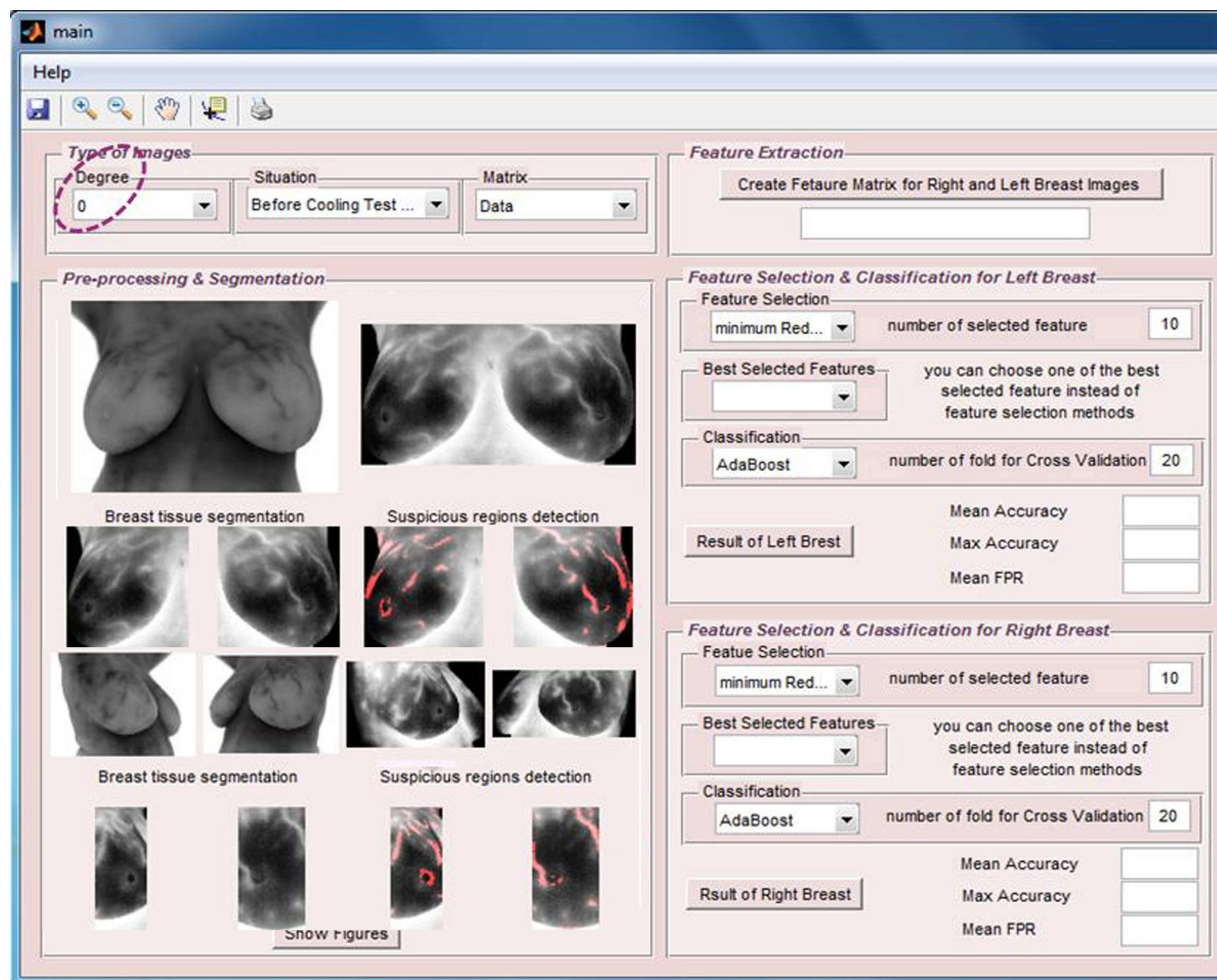 main
Help
Type of Images
Degree
Situation
Matrix
0
Before Cooling Test ...
Data
Pre-processing & Segmentation
Breast tissue segmentation
Suspicious regions detection
Breast tissue segmentation
Suspicious regions detection
Show Figures
Feature Extraction
Create Fetaure Matrix for Right and Left Breast Images
Feature Selection & Classification for Left Breast
Feature Selection
minimum Red...
number of selected feature
10
Best Selected Features
you can choose one of the best
selected feature instead of
feature selection methods
Classification
AdaBoost
number of fold for Cross Validation
20
Result of Left Brest
Mean Accuracy
Max Accuracy
Mean FPR
Feature Selection & Classification for Right Breast
Featue Selection
minimum Red...
number of selected feature
10
Best Selected Features
you can choose one of the best
selected feature instead of
feature selection methods
Classification
AdaBoost
number of fold for Cross Validation
20
Rsult of Right Breast
Mean Accuracy
Max Accuracy
Mean FPR